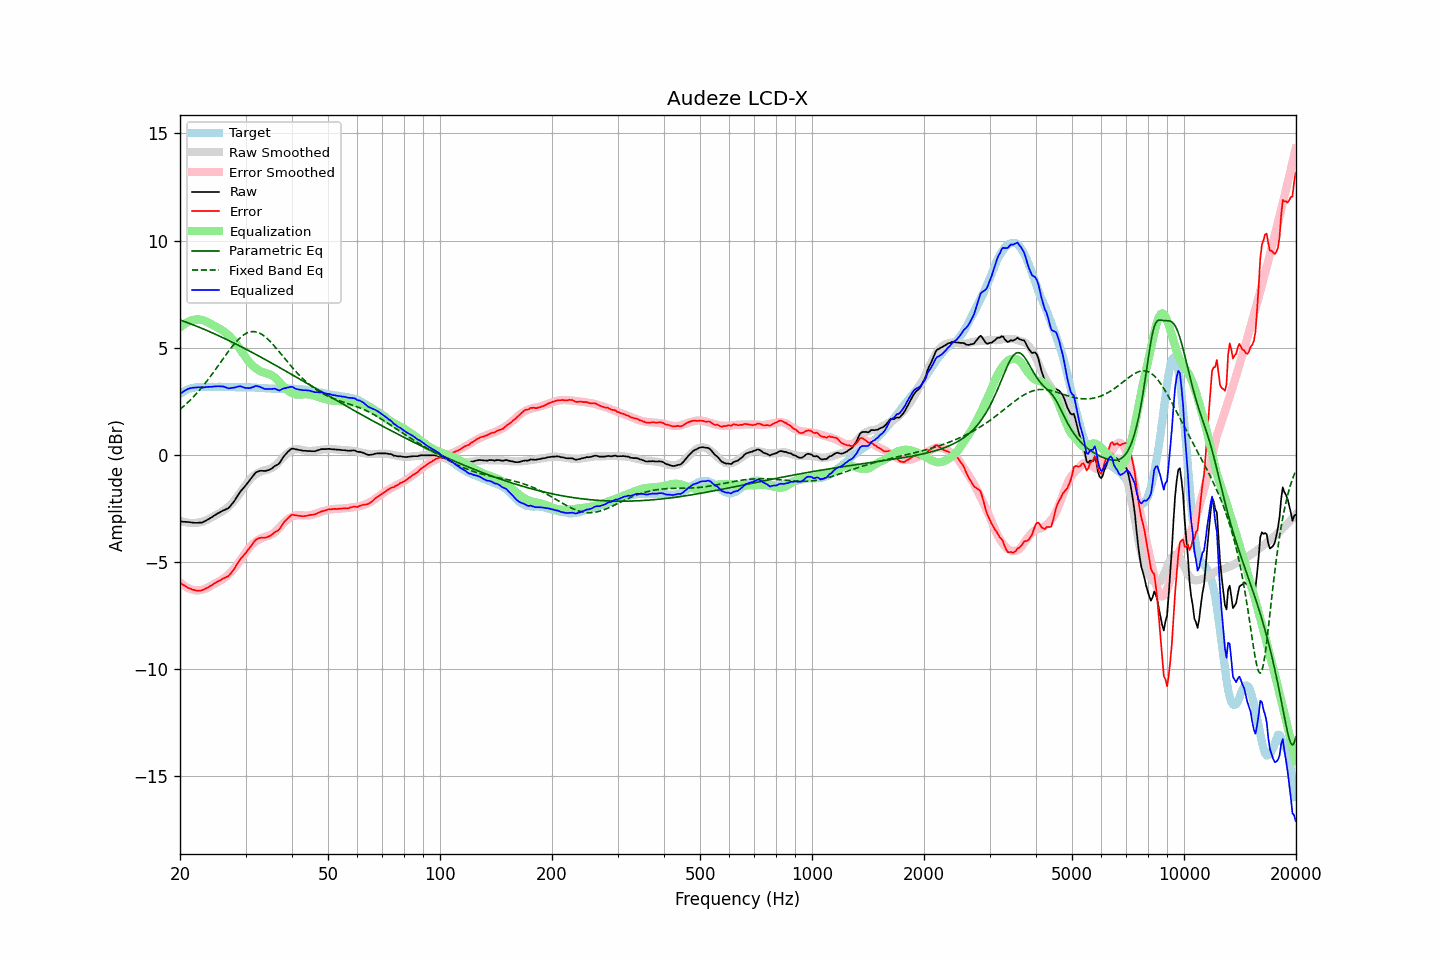 Audeze LCD-X
Target
Raw Smoothed
Error Smoothed
Raw
Error
Equalization
Parametric Eq
Fixed Band Eq
Equalized
Amplitude (dBr)
15
10
5
0
−5
−10
−15
20 50 100 200 500 1000 2000 5000 10000 20000
Frequency (Hz)